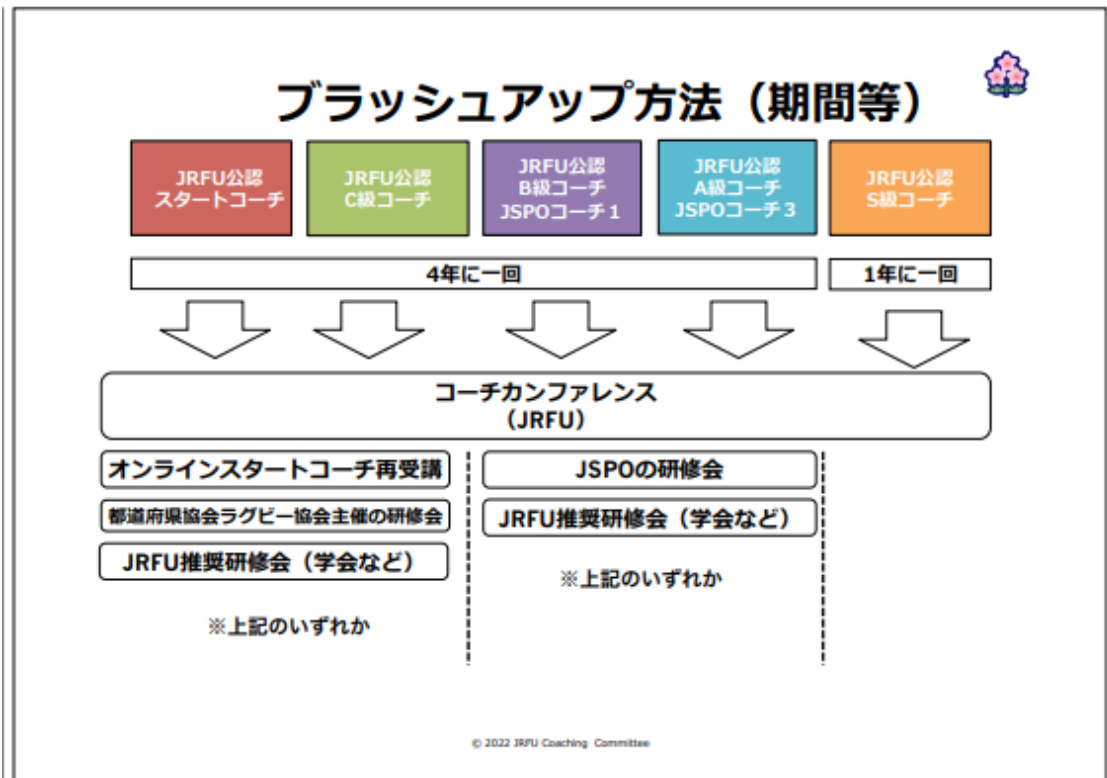 ブラッシュアップ方法（期間等）
JRFU公認
スタートコーチ
JRFU公認
C級コーチ
JRFU公認
B級コーチ
JSPOコーチ１
JRFU公認
A級コーチ
JSPOコーチ３
JRFU公認
S級コーチ
4年に一回
1年に一回
コーチカンファレンス
（JRFU）
オンラインスタートコーチ再受講
都道府県協会ラグビー協会主催の研修会
JRFU推奨研修会（学会など）
※上記のいずれか
JSPOの研修会
JRFU推奨研修会（学会など）
※上記のいずれか
© 2022 JRFU Coaching Committee